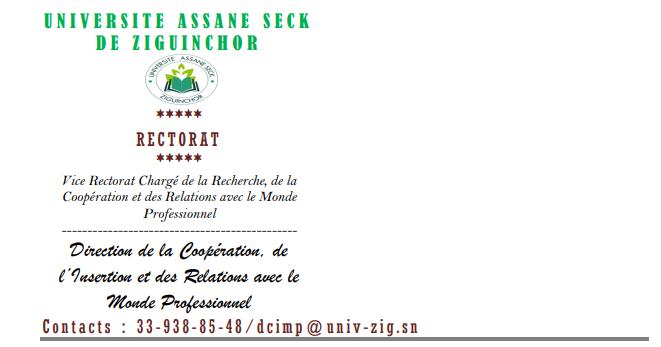 UNIVERSITE ASSANE SECK
DE ZIGUINCHOR
UNIVERSITE ASSANE SECK
ZIGUINCHOR
RECTORAT
Vice Rectorat Chargé de la Recherche, de la
Coopération et des Relations avec le Monde
Professionnel
Direction de la Coopération, de
l'Insertion et des Relations avec le
Monde Professionnel
Contacts : 33-938-85-48/dcimp@univ-zig.sn